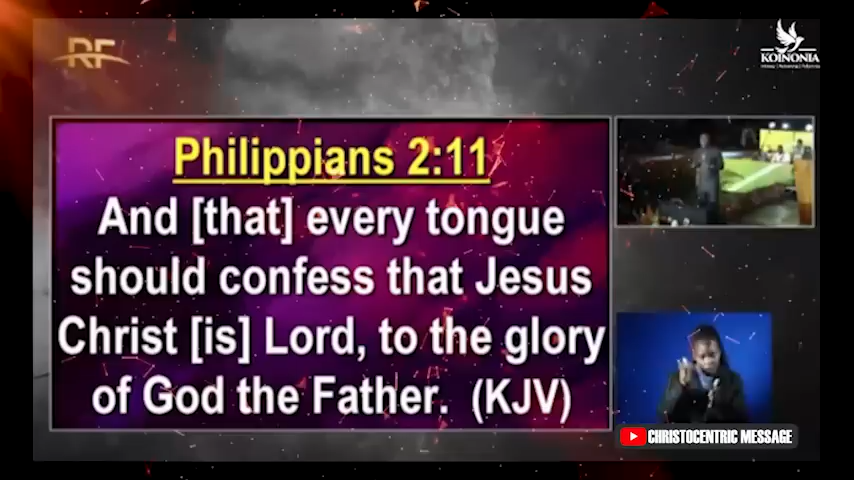 RF
KOINONIA
Philippians 2:11
And [that] every tongue
should confess that Jesus
Christ [is] Lord, to the glory
of God the Father. (KJV)
CHRISTOCENTRIC MESSAGE